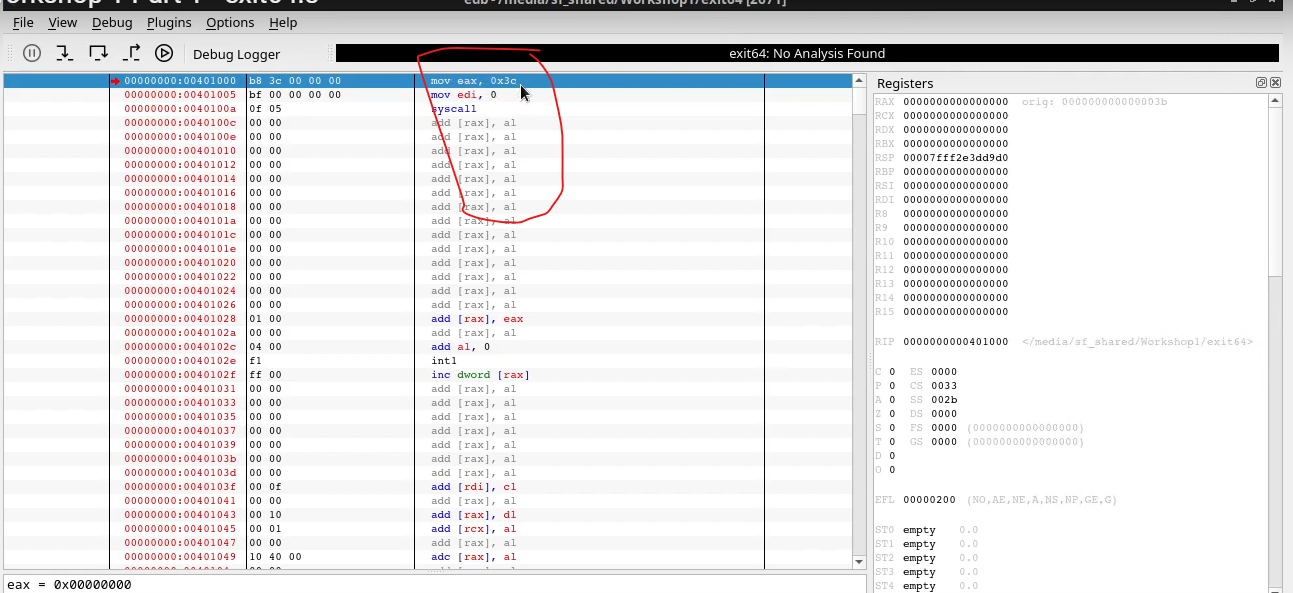 File View Debug Plugins Options Help
Debug Logger exit64: No Analysis Found
00000000:00401000 b8 3c 00 00 00 mov eax, 0x3c
00000000:00401005 bf 00 00 00 00 mov edi, 0
00000000:0040100a 0f 05 syscall
00000000:0040100c 00 00 add [rax], al
00000000:0040100e 00 00 add [rax], al
00000000:00401010 00 00 add [rax], al
00000000:00401012 00 00 add [rax], al
00000000:00401014 00 00 add [rax], al
00000000:00401016 00 00 add [rax], al
00000000:00401018 00 00 add [rax], al
00000000:0040101a 00 00 add [rax], al
00000000:0040101c 00 00 add [rax], al
00000000:0040101e 00 00 add [rax], al
00000000:00401020 00 00 add [rax], al
00000000:00401022 00 00 add [rax], al
00000000:00401024 00 00 add [rax], al
00000000:00401026 00 00 add [rax], al
00000000:00401028 01 00 add [rax], eax
00000000:0040102a 00 00 add [rax], al
00000000:0040102c 04 00 add al, 0
00000000:0040102e f1 int1
00000000:0040102f ff 00 inc dword [rax]
00000000:00401031 00 00 add [rax], al
00000000:00401033 00 00 add [rax], al
00000000:00401035 00 00 add [rax], al
00000000:00401037 00 00 add [rax], al
00000000:00401039 00 00 add [rax], al
00000000:0040103b 00 00 add [rax], al
00000000:0040103d 00 00 add [rax], al
00000000:0040103f 00 0f add [rdi], cl
00000000:00401041 00 00 add [rax], al
00000000:00401043 00 10 add [rax], dl
00000000:00401045 00 01 add [rcx], al
00000000:00401047 00 00 add [rax], al
00000000:00401049 10 40 00 adc [rax], al
eax = 0x00000000
Registers
RAX 0000000000000000 orig: 000000000000003b
RCX 0000000000000000
RDX 0000000000000000
RBX 0000000000000000
RSP 00007fff2e3dd9d0
RBP 0000000000000000
RSI 0000000000000000
RDI 0000000000000000
R8 0000000000000000
R9 0000000000000000
R10 0000000000000000
R11 0000000000000000
R12 0000000000000000
R13 0000000000000000
R14 0000000000000000
R15 0000000000000000
RIP 0000000000401000 </media/sf_shared/Workshop1/exit64>
C 0 ES 0000
P 0 CS 0033
A 0 SS 002b
Z 0 DS 0000
S 0 FS 0000 (0000000000000000)
T 0 GS 0000 (0000000000000000)
D 0
O 0
EFL 00000200 (NO,AE,NE,A,NS,NP,GE,G)
ST0 empty 0.0
ST1 empty 0.0
ST2 empty 0.0
ST3 empty 0.0
ST4 empty 0.0